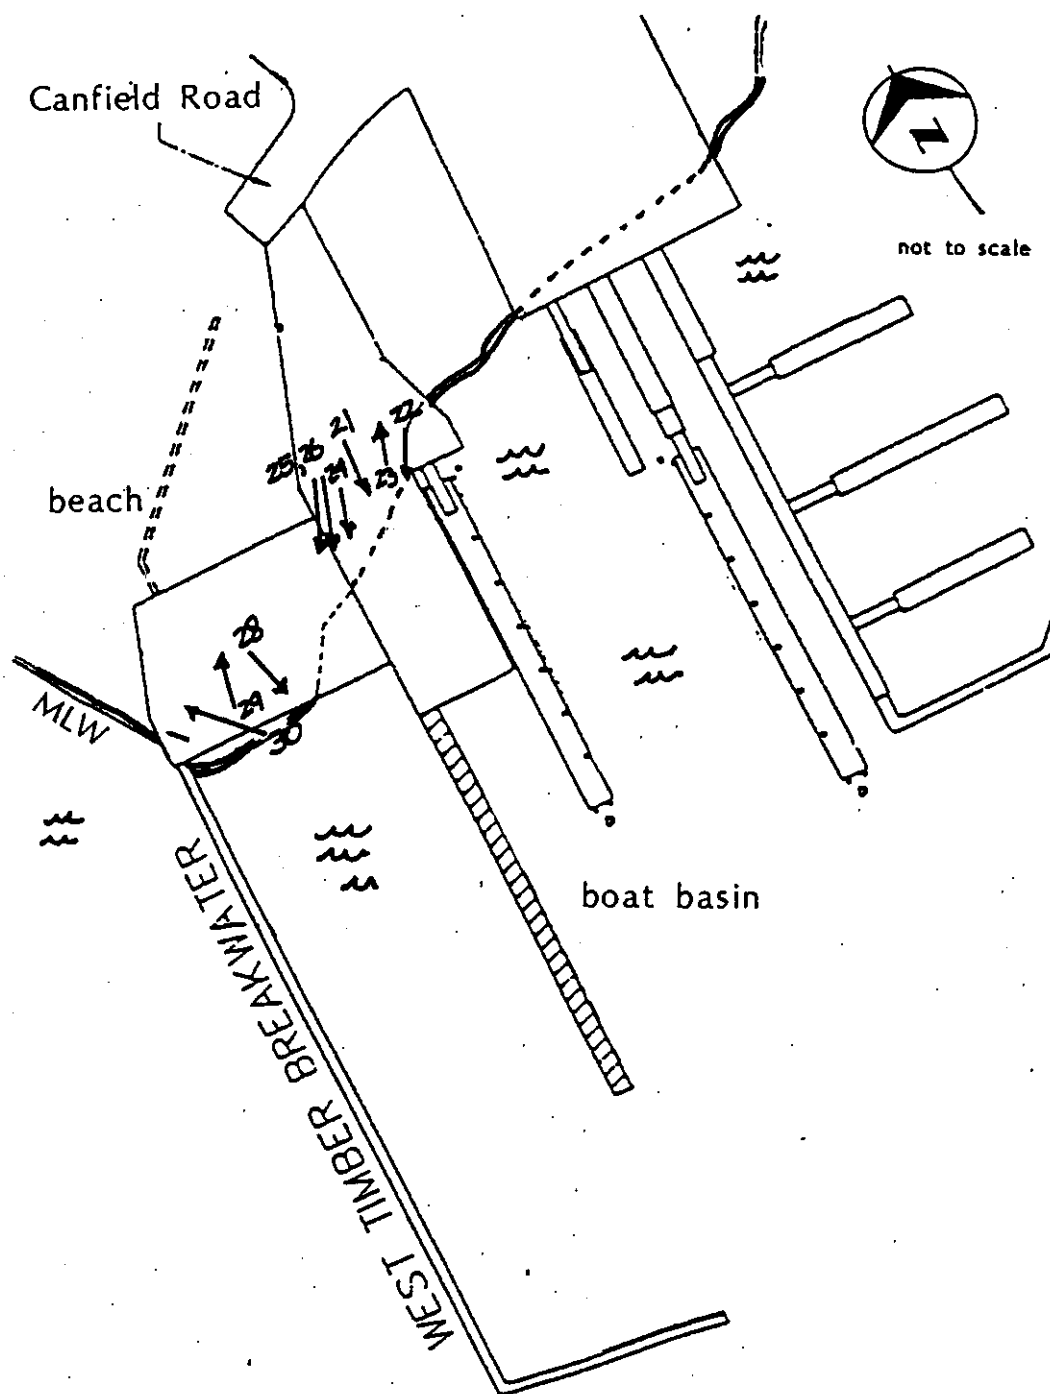 Canfield Road
N
not to scale
22
21
25,26
24
23
beach
28
29
MLW
30
WEST TIMBER BREAKWATER
boat basin